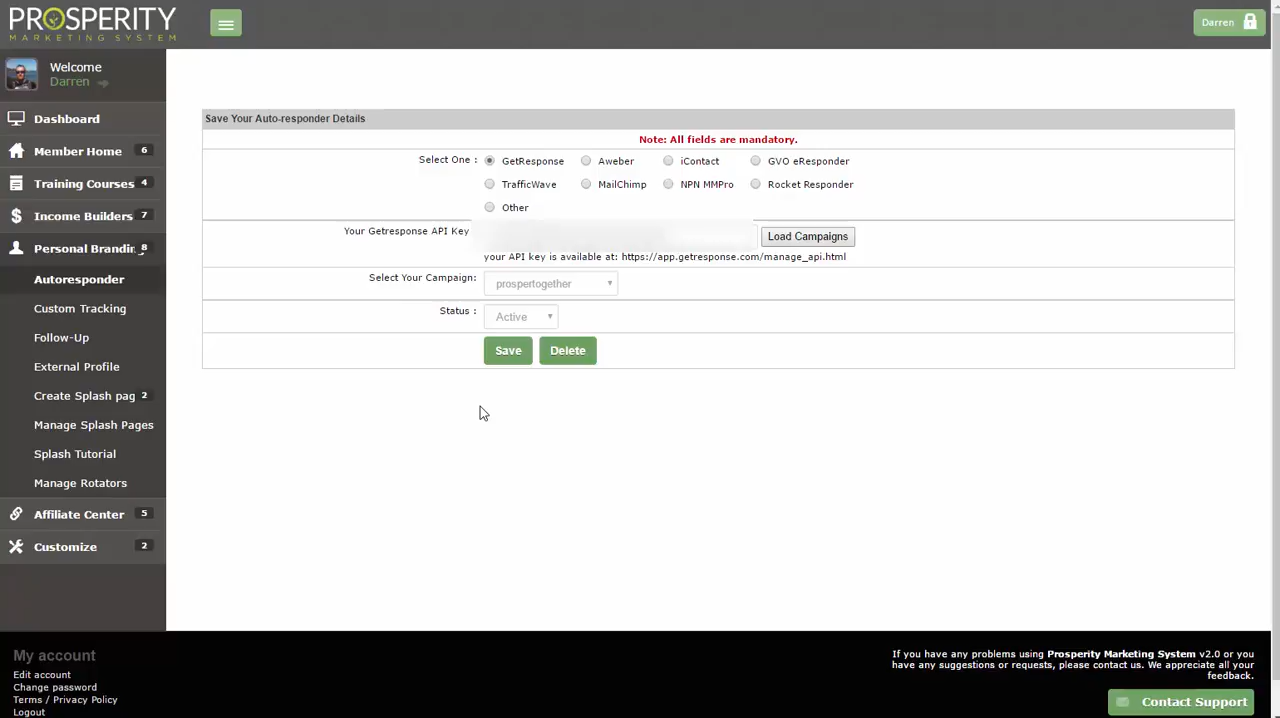 PROSPERITY
MARKETING SYSTEM
Darren
Welcome
Darren
Dashboard
Member Home 6
Training Courses 4
Income Builders 7
Personal Brandin 8
Autoresponder
Custom Tracking
Follow-Up
External Profile
Create Splash pag 2
Manage Splash Pages
Splash Tutorial
Manage Rotators
Affiliate Center 5
Customize 2
Save Your Auto-responder Details
Note: All fields are mandatory.
Select One : GetResponse Aweber iContact GVO eResponder
TrafficWave MailChimp NPN MMPro Rocket Responder
Other
Your Getresponse API Key Load Campaigns
your API key is available at: https://app.getresponse.com/manage_api.html
Select Your Campaign: prospertogether
Status : Active
Save Delete
My account
Edit account
Change password
Terms / Privacy Policy
Logout
If you have any problems using Prosperity Marketing System v2.0 or you
have any suggestions or requests, please contact us. We appreciate all your
feedback.
Contact Support